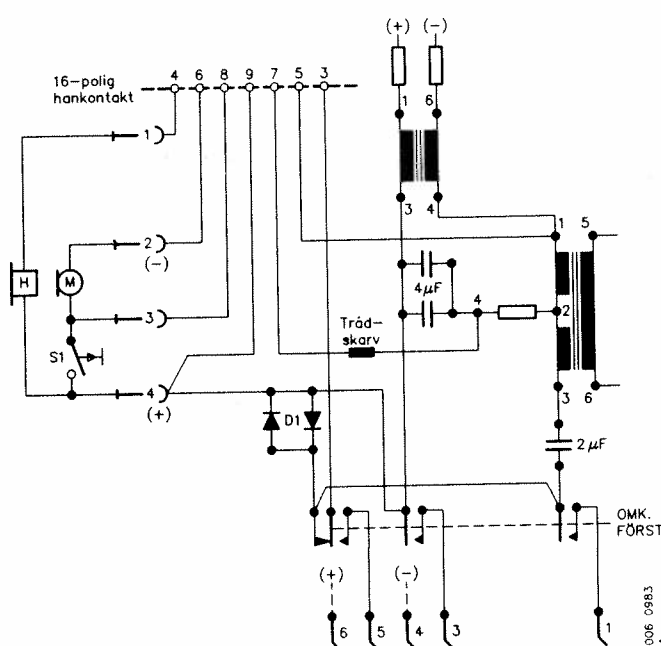 (+) (-)
16-polig
hankontakt
4 6 8 9 7 5 3
1 6
1
3 4
1 5
2
(-)
H
M
4µF
4
2
3
Tråd-
skarv
S1
4
(+)
3 6
D1
2µF
OMK.
FÖRST
(+) (-)
6 5 4 3 1
006 0983